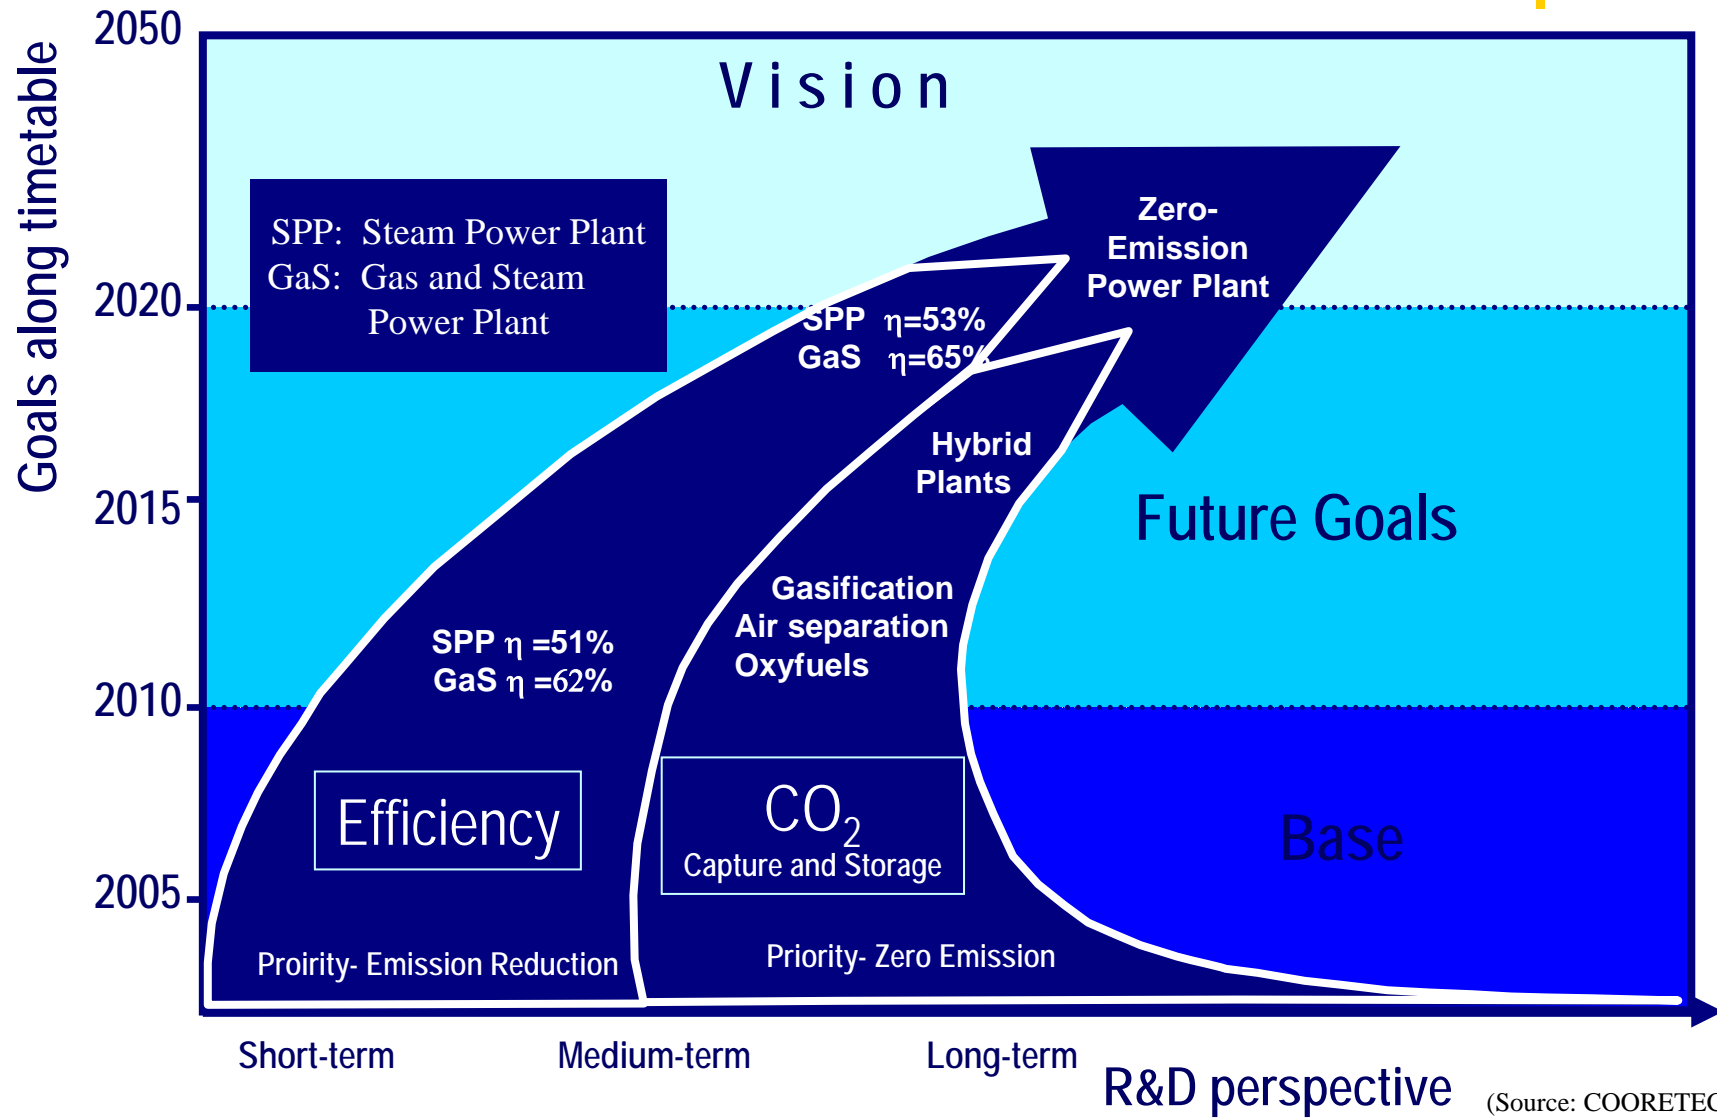 2050
Goals along timetable
Vision
SPP: Steam Power Plant
GaS: Gas and Steam
Power Plant
Zero-
Emission
Power Plant
2020
SPP η=53%
GaS η=65%
Hybrid
Plants
2015
Future Goals
Gasification
Air separation
Oxyfuels
SPP η =51%
GaS η =62%
2010
Efficiency
CO₂
Capture and Storage
Base
2005
Proirity- Emission Reduction
Priority- Zero Emission
Short-term
Medium-term
Long-term
R&D perspective
(Source: COORETEC